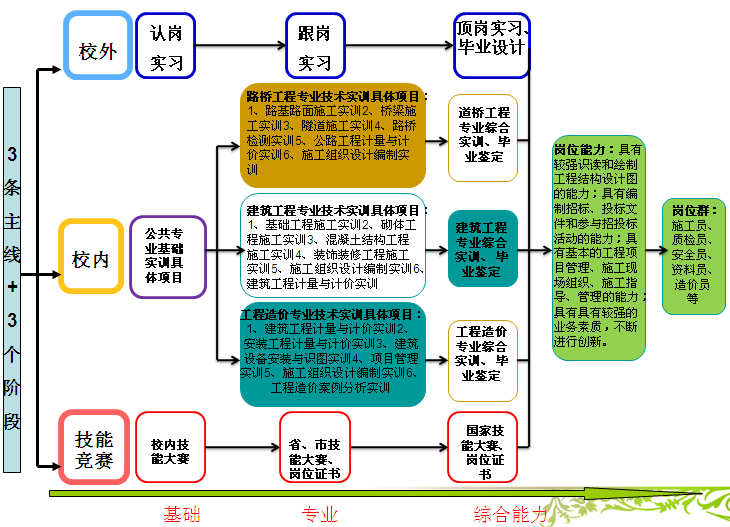 3
条
主
线
+
3
个
阶
段
校外
认岗
实习
跟岗
实习
顶岗实习、
毕业设计
校内
公共专
业基础
实训具
体项目
路桥工程专业技术实训具体项目：
1、路基路面施工实训2、桥梁施
工实训3、隧道施工实训4、路桥
检测实训5、公路工程计量与计
价实训6、施工组织设计编制实
训
道桥工程
专业综合
实训、毕
业鉴定
建筑工程专业技术实训具体项目：
1、基础工程施工实训2、砌体工
程施工实训3、混凝土结构工程
施工实训4、装饰装修工程施工
实训5、施工组织设计编制实训6、
建筑工程计量与计价实训
建筑工程
专业综合
实训、毕
业鉴定
工程造价专业技术实训具体项目：
1、建筑工程计量与计价实训2、
安装工程计量与计价实训3、建筑
设备安装与识图实训4、项目管理
实训5、施工组织设计编制实训6、
工程造价案例分析实训
工程造价
专业综合
实训、毕
业鉴定
岗位能力：具有
较强识读和绘制
工程结构设计图
的能力；具有编
制招标、投标文
件和参与招投标
活动的能力；具
有基本的工程项
目管理、施工现
场组织、施工指
导、管理的能力；
具有具有较强的
业务素质，不断
进行创新。
岗位群：
施工员、
质检员、
安全员、
资料员、
造价员
等
技能
竞赛
校内技
能大赛
省、市技
能大赛、
岗位证书
国家技
能大赛、
岗位证
书
基础
专业
综合能力